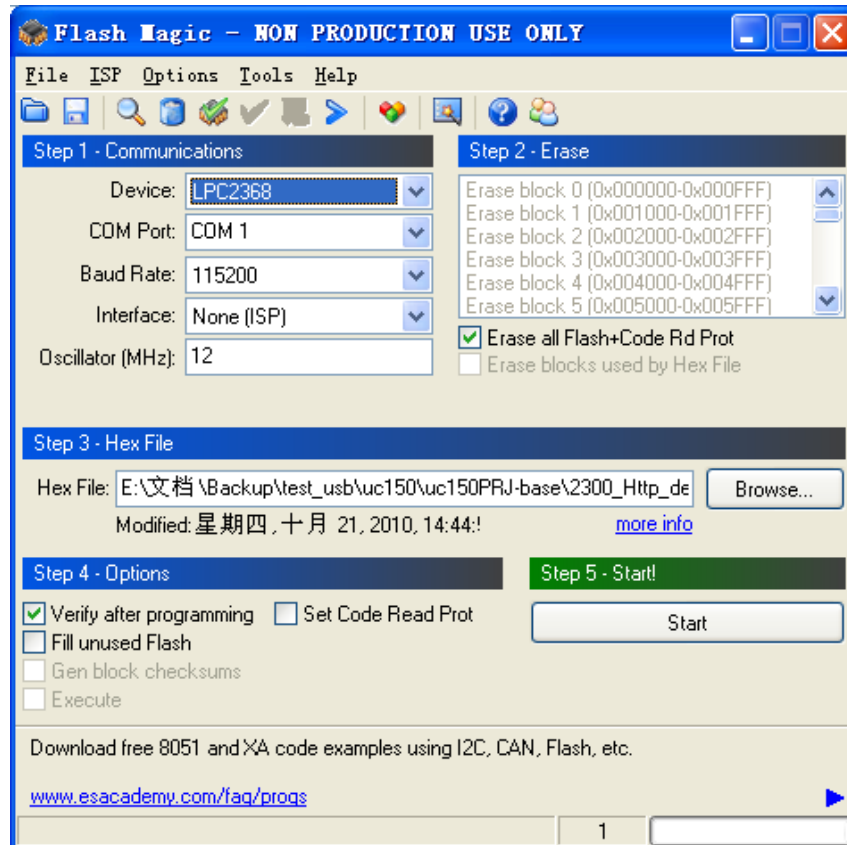 Flash Magic - NON PRODUCTION USE ONLY
File ISP Options Tools Help
Step 1 - Communications
Device: LPC2368
COM Port: COM 1
Baud Rate: 115200
Interface: None (ISP)
Oscillator (MHz): 12
Step 2 - Erase
Erase block 0 (0x000000-0x000FFF)
Erase block 1 (0x001000-0x001FFF)
Erase block 2 (0x002000-0x002FFF)
Erase block 3 (0x003000-0x003FFF)
Erase block 4 (0x004000-0x004FFF)
Erase block 5 (0x005000-0x005FFF)
Erase all Flash+Code Rd Prot
Erase blocks used by Hex File
Step 3 - Hex File
Hex File: E:\文档\Backup\test_usb\uc150\uc150PRJ-base\2300_Http_de Browse...
Modified: 星期四, 十月 21, 2010, 14:44:! more info
Step 4 - Options
Verify after programming Set Code Read Prot
Fill unused Flash
Gen block checksums
Execute
Step 5 - Start!
Start
Download free 8051 and XA code examples using I2C, CAN, Flash, etc.
www.esacademy.com/faq/progs
1